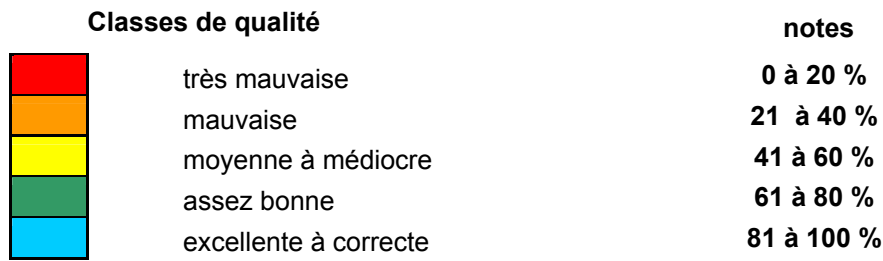 Classes de qualité notes
très mauvaise 0 à 20 %
mauvaise 21 à 40 %
moyenne à médiocre 41 à 60 %
assez bonne 61 à 80 %
excellente à correcte 81 à 100 %